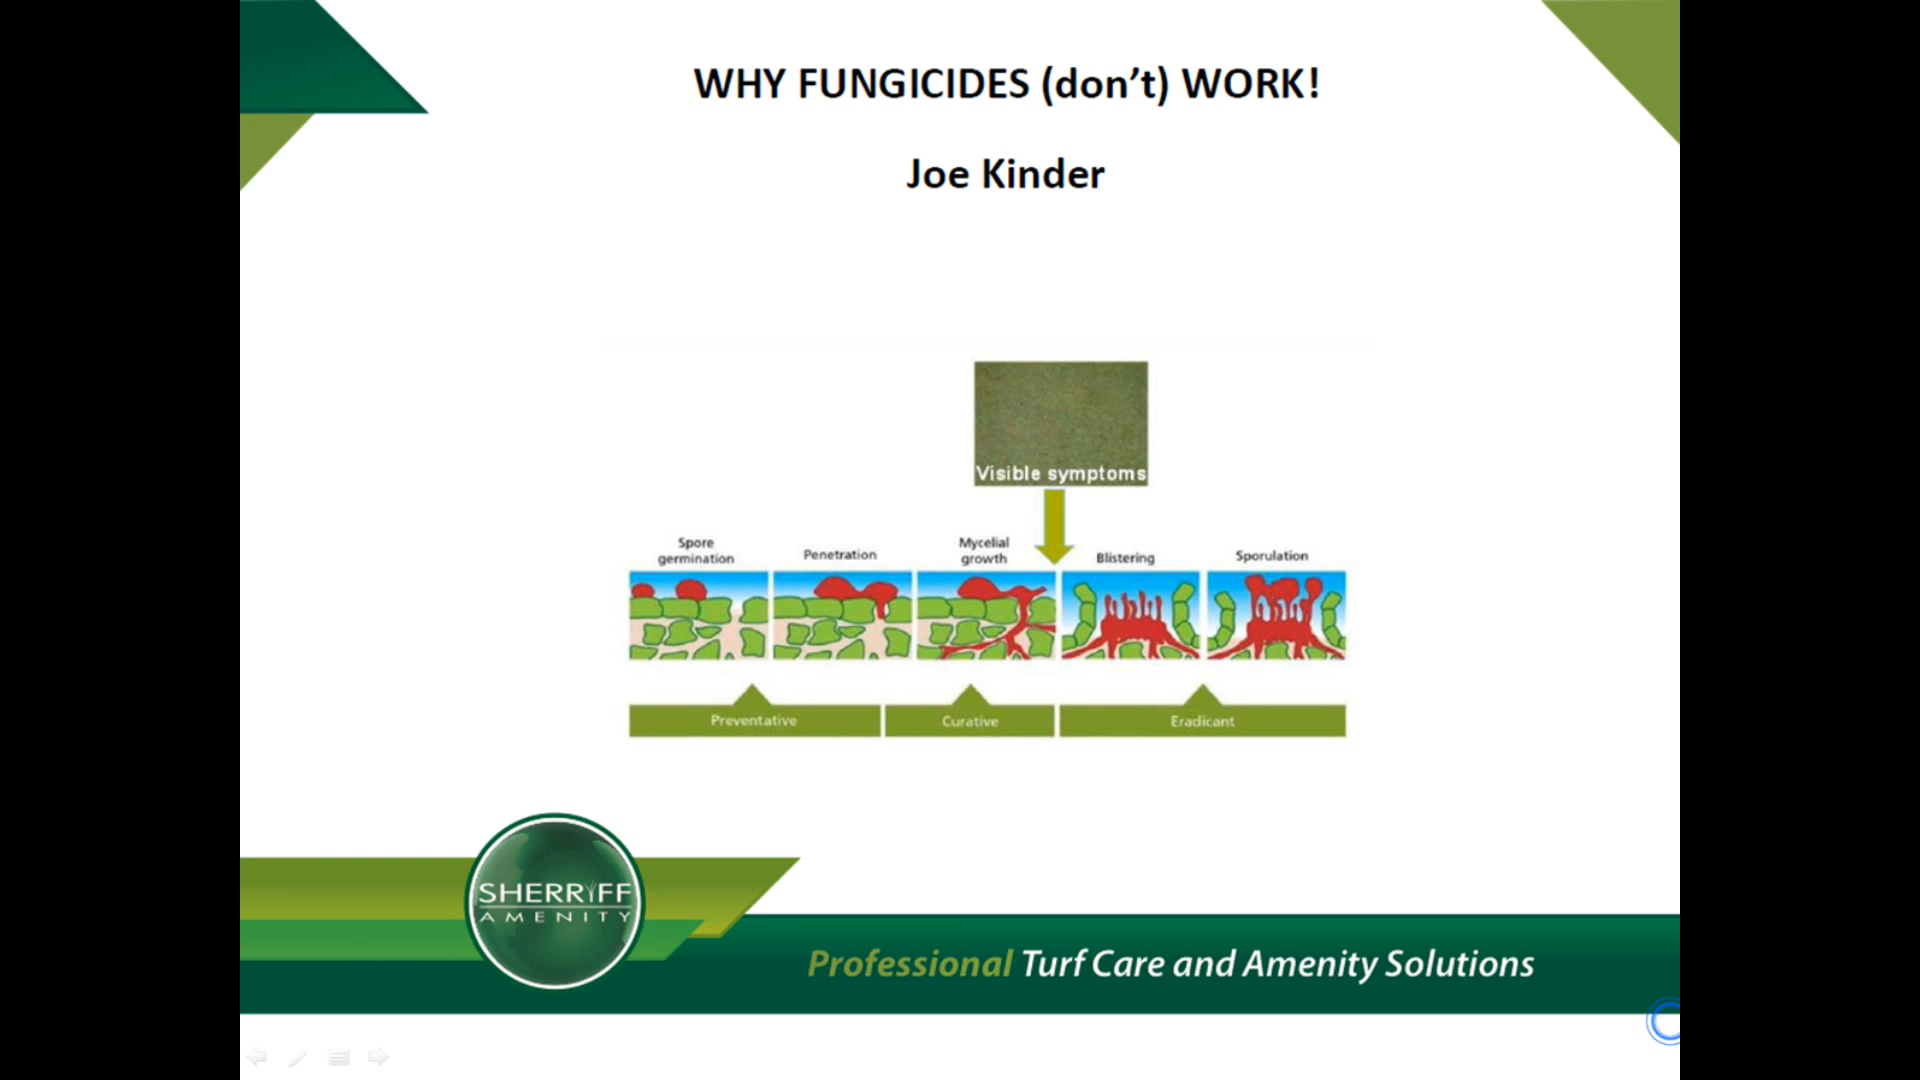 WHY FUNGICIDES (don't) WORK!
Joe Kinder
Visible symptoms
Spore
germination
Penetration
Mycelial
growth
Blistering
Sporulation
Preventative
Curative
Eradicant
SHERRIFF
AMENITY
Professional Turf Care and Amenity Solutions